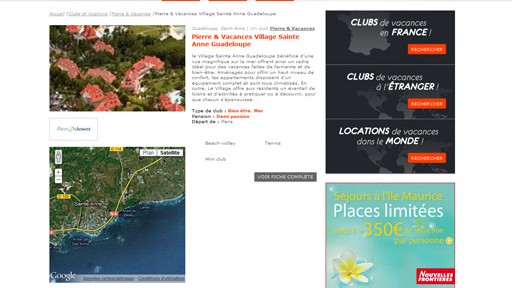 Accueil / Clubs et locations / Pierre & Vacances / Pierre & Vacances Village Sainte Anne Guadeloupe
Guadeloupe, Saint-Anne | Un club Pierre & Vacances
Pierre & Vacances Village Sainte
Anne Guadeloupe
le Village Sainte Anne Guadeloupe bénéficie d'une
vue magnifique sur la mer offrant ainsi un cadre
idéal pour des vacances faites de farniente et de
bien-être. Aménagés pour offrir un haut niveau de
confort, les appartements disposent d'un
équipement complet et sont tous climatisés. En
outre, Le Village offre aux résidents un éventail de
loisirs et d'activités à pratiquer ou à découvrir, pour
que chacun s'épanouisse.
Type de club : Bien être, Mer
Pension : Demi pension
Départ de : Paris
Beach-volley Tennis
Mini club
VOIR FICHE COMPLÈTE
Plan Satellite
Sainte-Anne
Google
Données cartographiques - Conditions d'utilisation
CLUBS de vacances
en FRANCE !
RECHERCHER
CLUBS de vacances
à l'ÉTRANGER !
RECHERCHER
LOCATIONS de vacances
dans le MONDE !
RECHERCHER
Séjours à l'île Maurice
Places limitées
350€
par personne
NOUVELLES
FRONTIÈRES